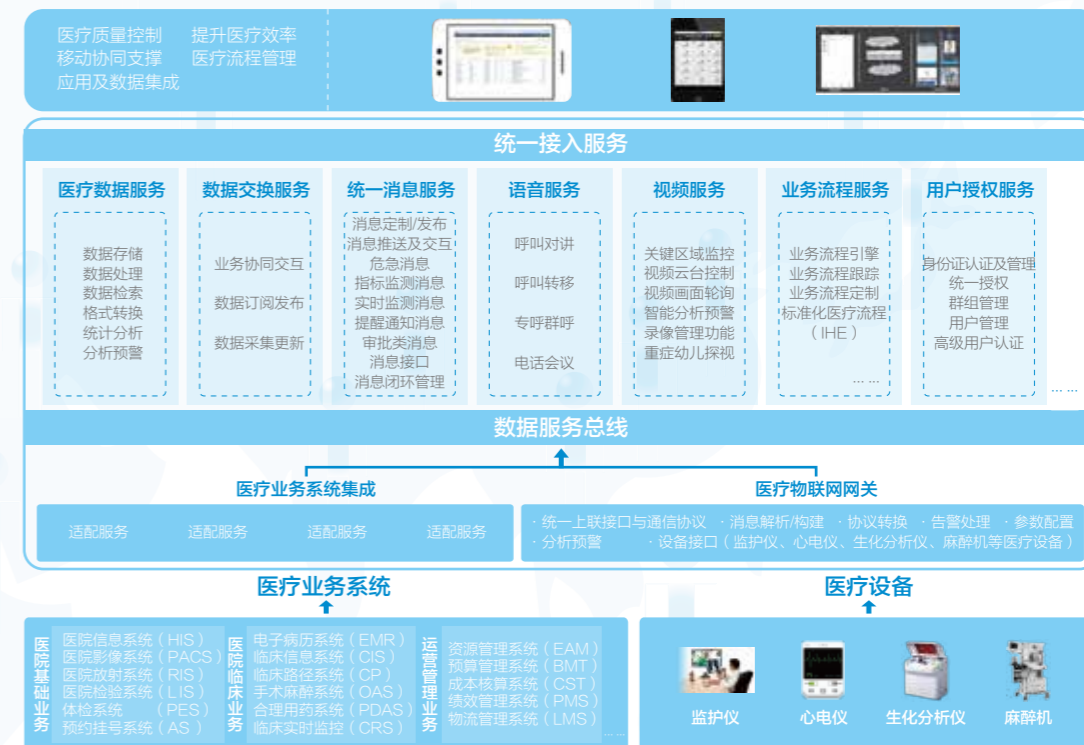 医疗质量控制 提升医疗效率
移动协同支撑 医疗流程管理
应用及数据集成
统一接入服务
医疗数据服务
数据存储
数据处理
数据检索
格式转换
统计分析
分析预警
数据交换服务
业务协同交互
数据订阅发布
数据采集更新
统一消息服务
消息定制/发布
消息推送及交互
危急消息
指标监测消息
实时监测消息
提醒通知消息
审批类消息
消息接口
消息闭环管理
语音服务
呼叫对讲
呼叫转移
专呼群呼
电话会议
视频服务
关键区域监控
视频云台控制
视频画面轮询
智能分析预警
录像管理功能
重症幼儿探视
业务流程服务
业务流程引擎
业务流程跟踪
业务流程定制
标准化医疗流程
（IHE）
... ...
用户授权服务
身份证认证及管理
统一授权
群组管理
用户管理
高级用户认证
... ...
数据服务总线
医疗业务系统集成
适配服务 适配服务 适配服务 适配服务
医疗物联网网关
· 统一上联接口与通信协议 · 消息解析/构建 · 协议转换 · 告警处理 · 参数配置
· 分析预警 · 设备接口（监护仪、心电仪、生化分析仪、麻醉机等医疗设备）
医疗业务系统
医院基础业务
医院信息系统（HIS）
医院影像系统（PACS）
医院放射系统（RIS）
医院检验系统（LIS）
体检系统 （PES）
预约挂号系统（AS）
医院临床业务
电子病历系统（EMR）
临床信息系统（CIS）
临床路径系统（CP）
手术麻醉系统（OAS）
合理用药系统（PDAS）
临床实时监控（CRS）
运营管理业务
资源管理系统（EAM）
预算管理系统（BMT）
成本核算系统（CST）
绩效管理系统（PMS）
物流管理系统（LMS）
... ...
医疗设备
监护仪 心电仪 生化分析仪 麻醉机